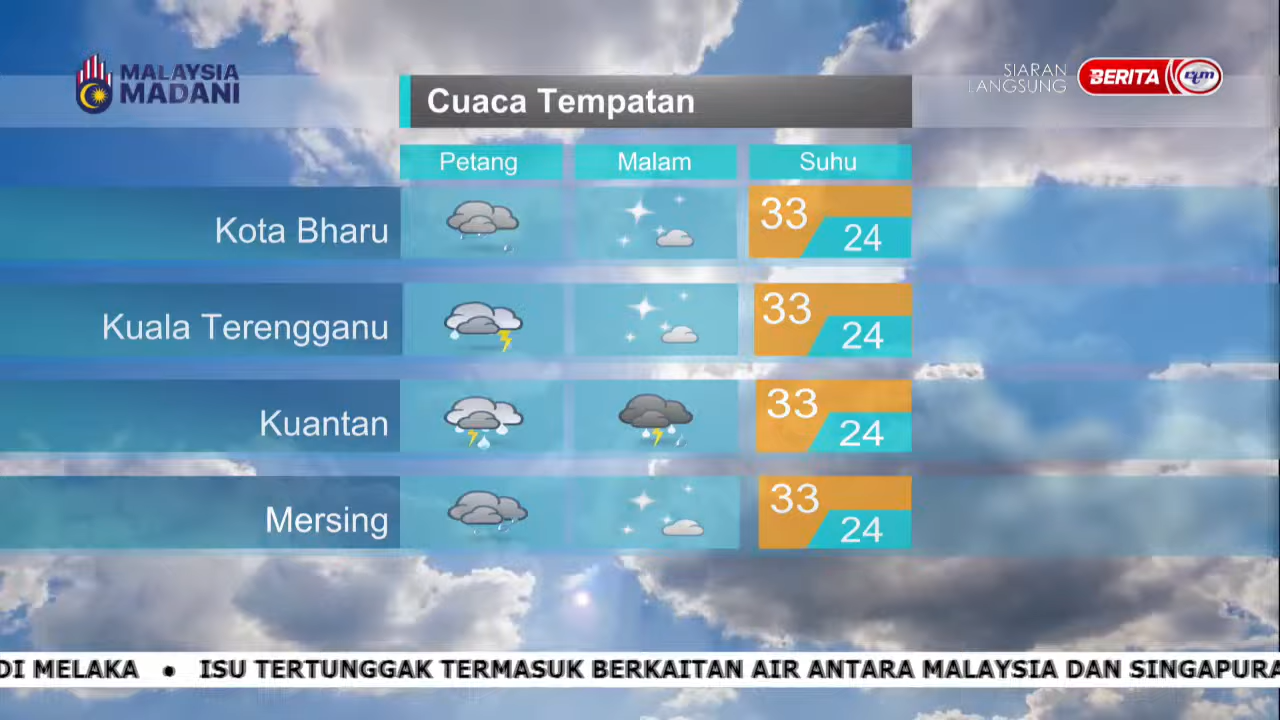 MALAYSIA
MADANI
SIARAN
LANGSUNG
BERITA rtm
Cuaca Tempatan
Petang Malam Suhu
Kota Bharu 33 24
Kuala Terengganu 33 24
Kuantan 33 24
Mersing 33 24
DI MELAKA • ISU TERTUNGGAK TERMASUK BERKAITAN AIR ANTARA MALAYSIA DAN SINGAPURA